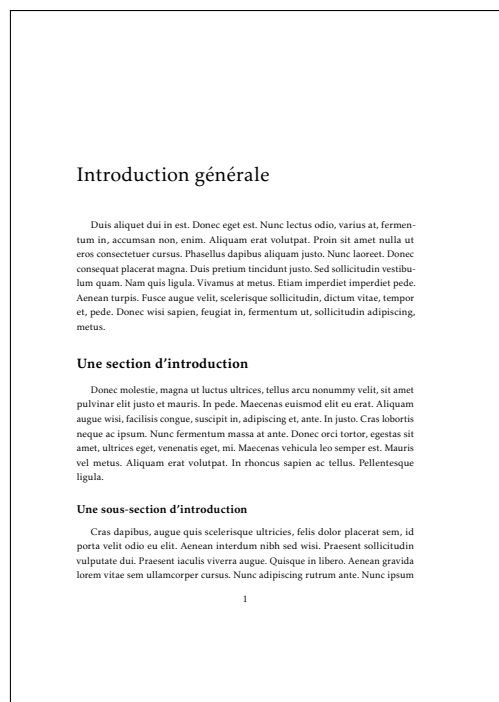 Introduction générale
Duis aliquet dui in est. Donec eget est. Nunc lectus odio, varius at, fermen-
tum in, accumsan non, enim. Aliquam erat volutpat. Proin sit amet nulla ut
eros consectetuer cursus. Phasellus dapibus aliquam justo. Nunc laoreet. Donec
consequat placerat magna. Duis pretium tincidunt justo. Sed sollicitudin vestibu-
lum quam. Nam quis ligula. Vivamus at metus. Etiam imperdiet imperdiet pede.
Aenean turpis. Fusce augue velit, scelerisque sollicitudin, dictum vitae, tempor
et, pede. Donec wisi sapien, feugiat in, fermentum ut, sollicitudin adipiscing,
metus.
Une section d’introduction
Donec molestie, magna ut luctus ultrices, tellus arcu nonummy velit, sit amet
pulvinar elit justo et mauris. In pede. Maecenas euismod elit eu erat. Aliquam
augue wisi, facilisis congue, suscipit in, adipiscing et, ante. In justo. Cras lobortis
neque ac ipsum. Nunc fermentum massa at ante. Donec orci tortor, egestas sit
amet, ultrices eget, venenatis eget, mi. Maecenas vehicula leo semper est. Mauris
vel metus. Aliquam erat volutpat. In rhoncus sapien ac tellus. Pellentesque
ligula.
Une sous-section d’introduction
Cras dapibus, augue quis scelerisque ultricies, felis dolor placerat sem, id
porta velit odio eu elit. Aenean interdum nibh sed wisi. Praesent sollicitudin
vulputate dui. Praesent iaculis viverra augue. Quisque in libero. Aenean gravida
lorem vitae sem ullamcorper cursus. Nunc adipiscing rutrum ante. Nunc ipsum
1